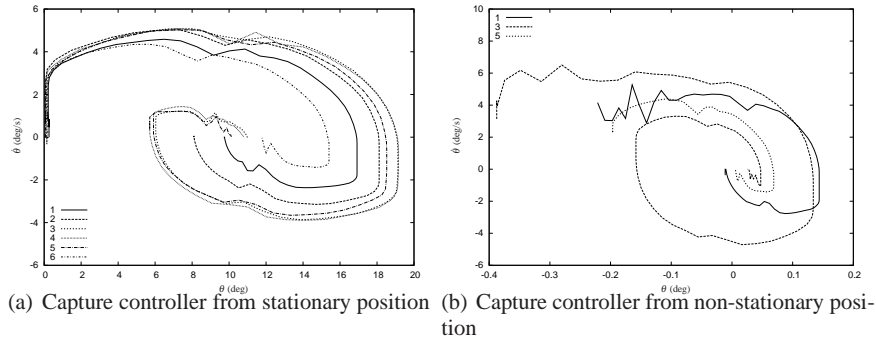 6
4
2
0
-2
-4
-6
θ̇ (deg/s)
1
2
3
4
5
6
0 2 4 6 8 10 12 14 16 18 20
θ (deg)
(a) Capture controller from stationary position
10
8
6
4
2
0
-2
-4
-6
θ̇ (deg/s)
1
3
5
-0.4 -0.3 -0.2 -0.1 0 0.1 0.2
θ (deg)
(b) Capture controller from non-stationary posi-
tion